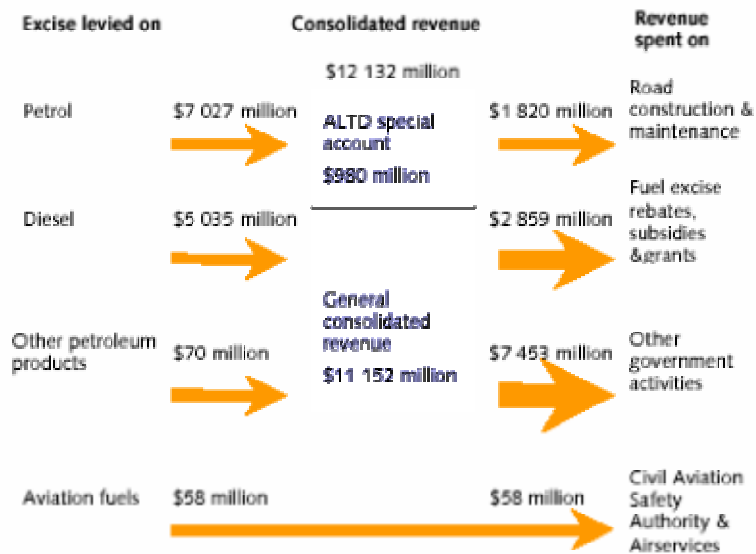 Excise levied on
Consolidated revenue
Revenue
spent on
$12 132 million
Petrol
$7 027 million
ALTD special
account
$980 million
$1 820 million
Road
construction &
maintenance
Diesel
$5 035 million
$2 859 million
Fuel excise
rebates,
subsidies
&grants
Other petroleum
products
$70 million
General
consolidated
revenue
$11 152 million
$7 453 million
Other
government
activities
Aviation fuels
$58 million
$58 million
Civil Aviation
Safety
Authority &
Airservices